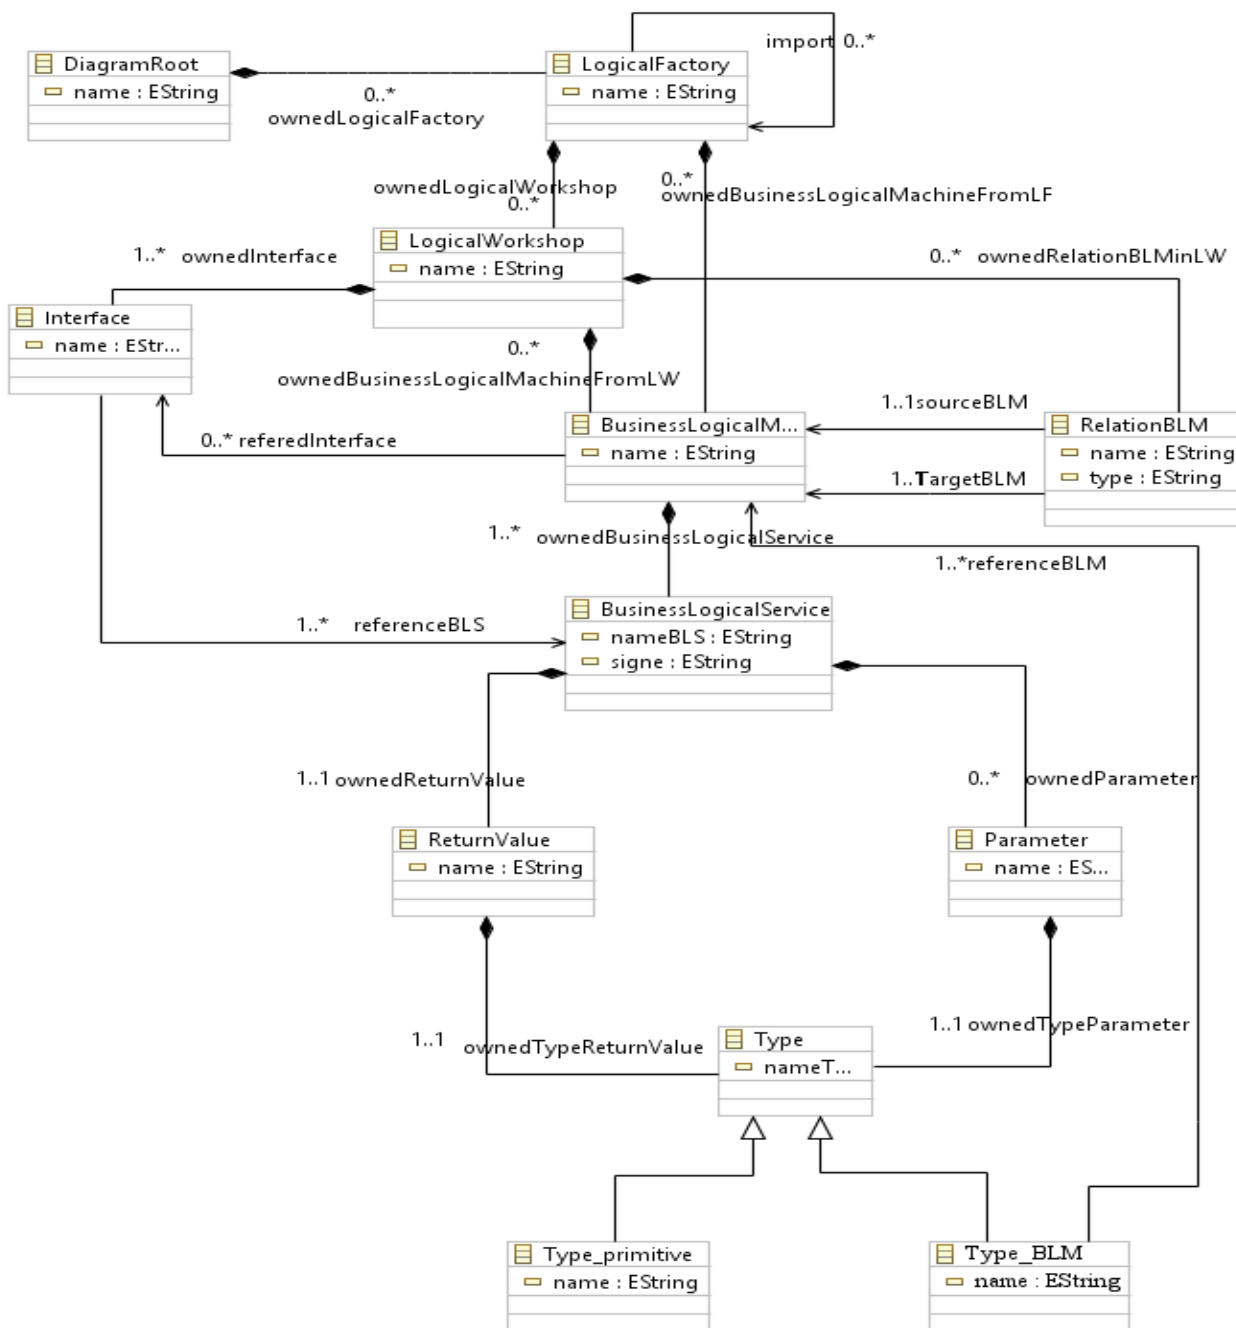 import 0..*
DiagramRoot
name : EString
LogicalFactory
name : EString
0..*
ownedLogicalFactory
ownedLogicalWorkshop
0..*
0..*
ownedBusinessLogicalMachineFromLF
LogicalWorkshop
name : EString
1..* ownedInterface
0..* ownedRelationBLMinLW
Interface
name : EStr...
0..*
ownedBusinessLogicalMachineFromLW
BusinessLogicalM...
name : EString
1..1sourceBLM
RelationBLM
name : EString
type : EString
0..* referedInterface
1..TargetBLM
1..* ownedBusinessLogicalService
1..*referenceBLM
BusinessLogicalService
nameBLS : EString
signe : EString
1..* referenceBLS
1..1 ownedReturnValue
0..* ownedParameter
ReturnValue
name : EString
Parameter
name : ES...
1..1 ownedTypeReturnValue
1..1 ownedTypeParameter
Type
nameT...
Type_primitive
name : EString
Type_BLM
name : EString